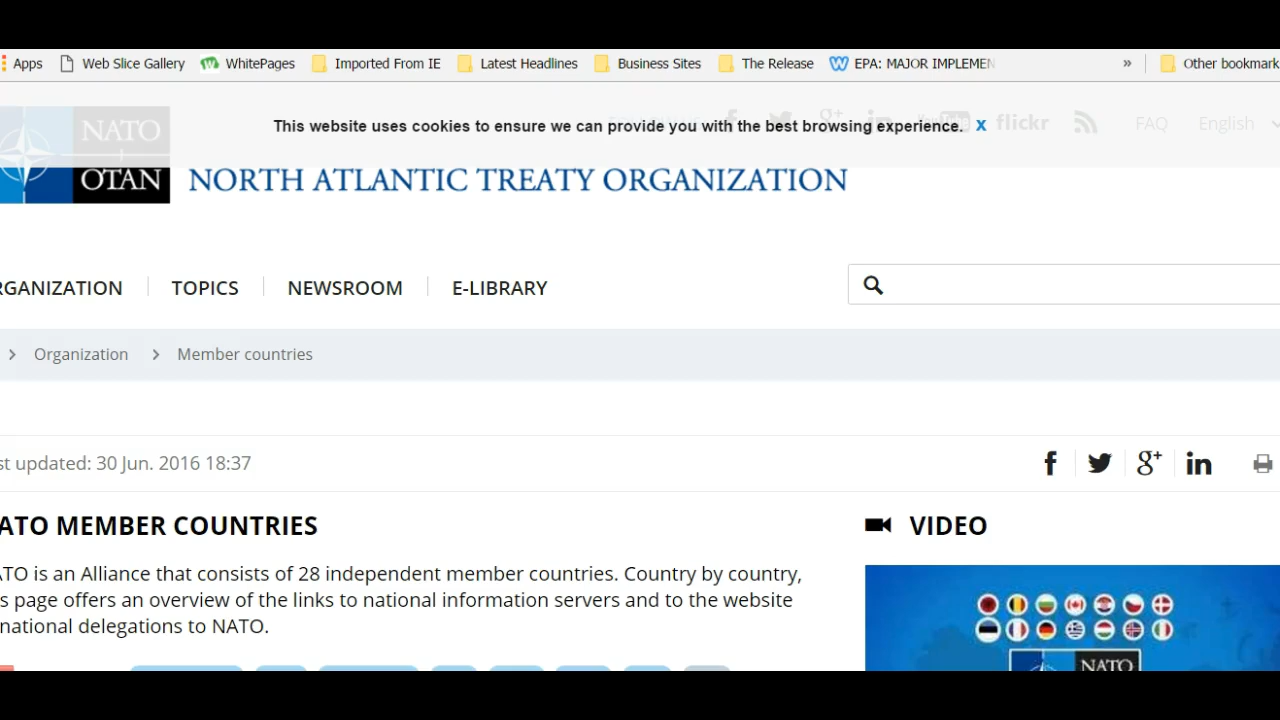 Apps Web Slice Gallery WhitePages Imported From IE Latest Headlines Business Sites The Release EPA: MAJOR IMPLEMEN » Other bookmark
This website uses cookies to ensure we can provide you with the best browsing experience. X flickr FAQ English
NATO
OTAN NORTH ATLANTIC TREATY ORGANIZATION
RGANIZATION TOPICS NEWSROOM E-LIBRARY
> Organization > Member countries
st updated: 30 Jun. 2016 18:37
ATO MEMBER COUNTRIES VIDEO
ATO is an Alliance that consists of 28 independent member countries. Country by country,
s page offers an overview of the links to national information servers and to the website
national delegations to NATO.
NATO